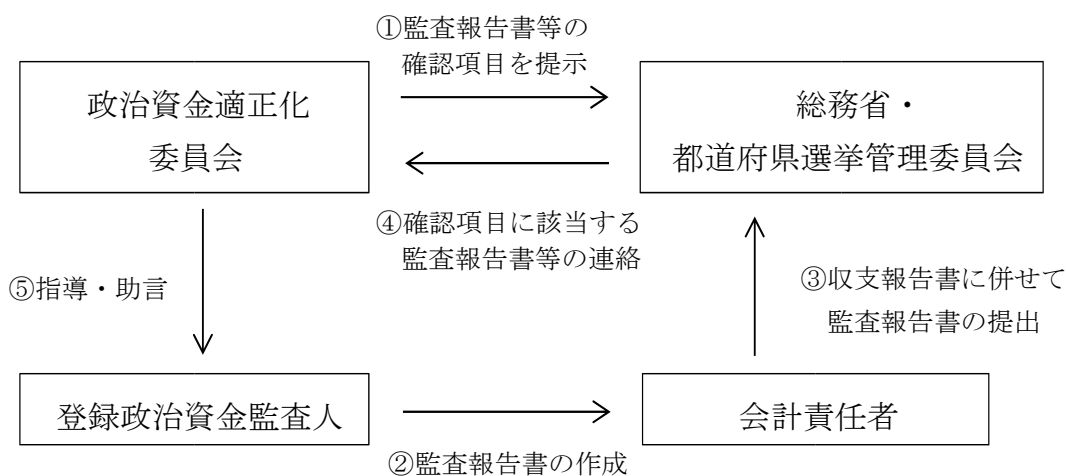 ①監査報告書等の
確認項目を提示
政治資金適正化
委員会
総務省・
都道府県選挙管理委員会
④確認項目に該当する
監査報告書等の連絡
⑤指導・助言
③収支報告書に併せて
監査報告書の提出
登録政治資金監査人
会計責任者
②監査報告書の作成